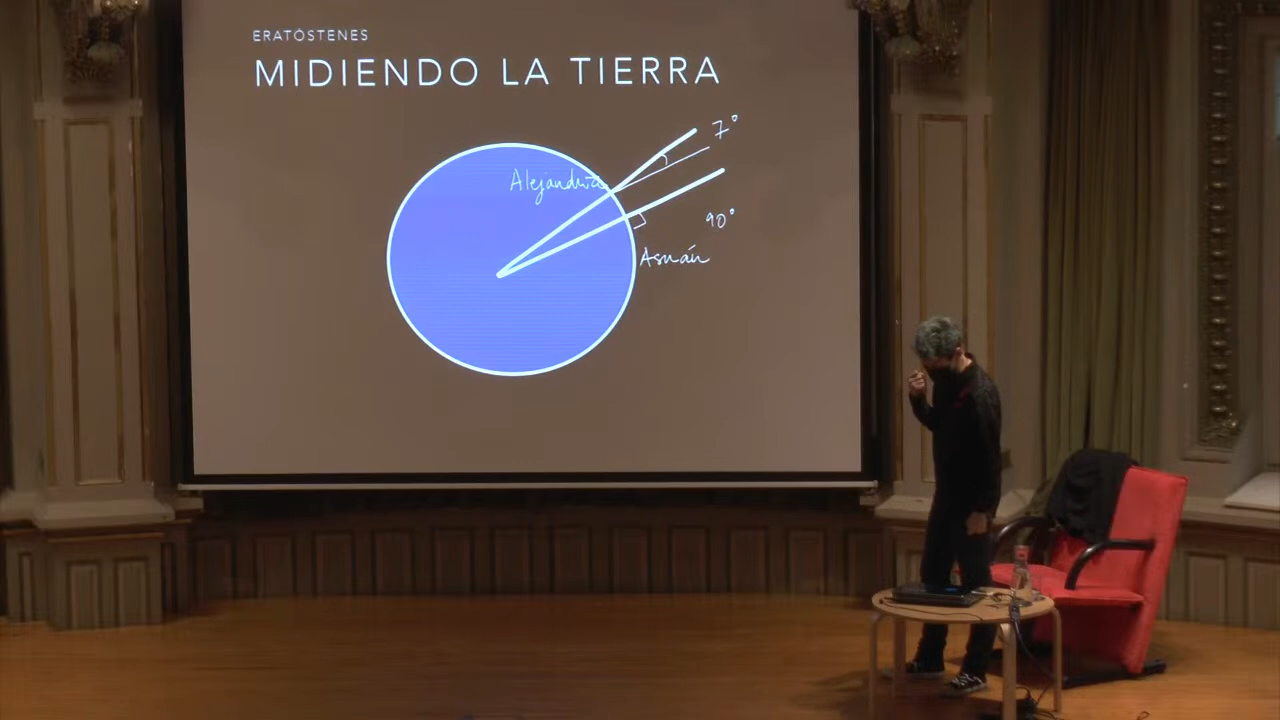 ERATÓSTENES
MIDIENDO LA TIERRA
7°
Alejandría
90°
Asuán